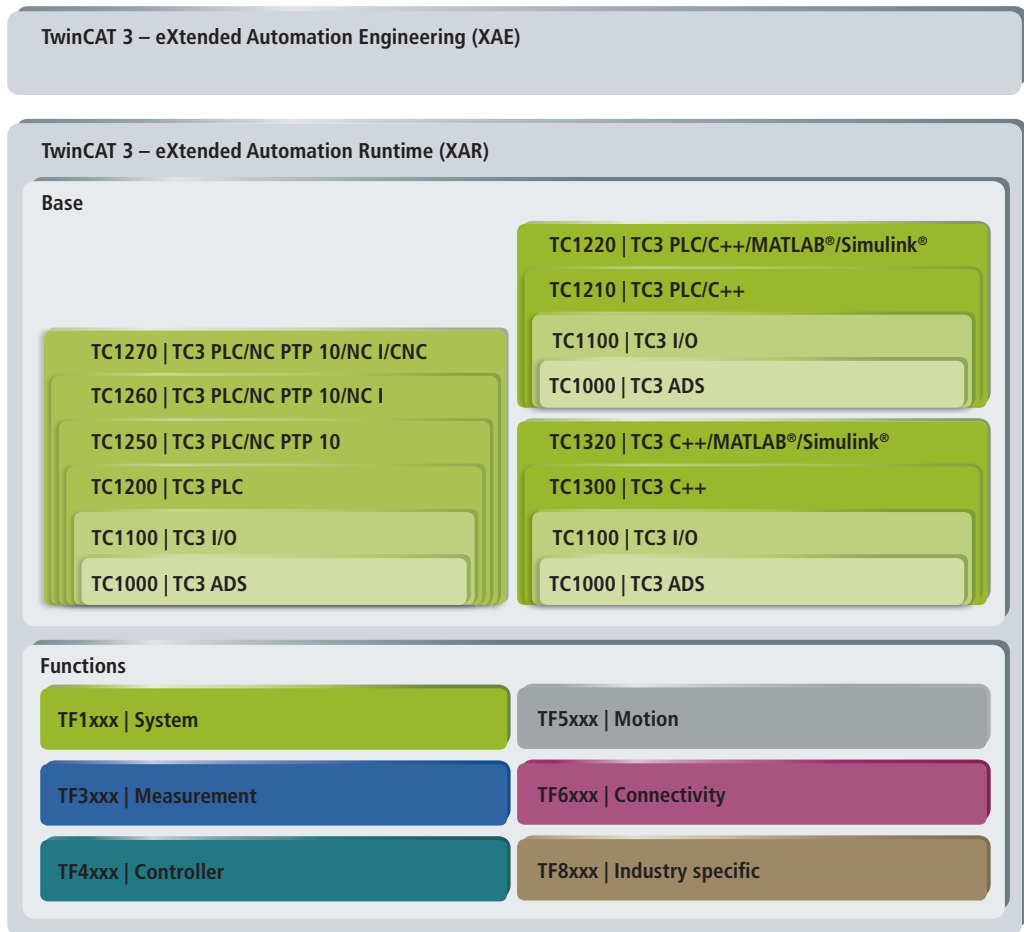 TwinCAT 3 – eXtended Automation Engineering (XAE)
TwinCAT 3 – eXtended Automation Runtime (XAR)
Base
TC1270 | TC3 PLC/NC PTP 10/NC I/CNC
TC1260 | TC3 PLC/NC PTP 10/NC I
TC1250 | TC3 PLC/NC PTP 10
TC1200 | TC3 PLC
TC1100 | TC3 I/O
TC1000 | TC3 ADS
TC1220 | TC3 PLC/C++/MATLAB®/Simulink®
TC1210 | TC3 PLC/C++
TC1100 | TC3 I/O
TC1000 | TC3 ADS
TC1320 | TC3 C++/MATLAB®/Simulink®
TC1300 | TC3 C++
TC1100 | TC3 I/O
TC1000 | TC3 ADS
Functions
TF1xxx | System
TF3xxx | Measurement
TF4xxx | Controller
TF5xxx | Motion
TF6xxx | Connectivity
TF8xxx | Industry specific